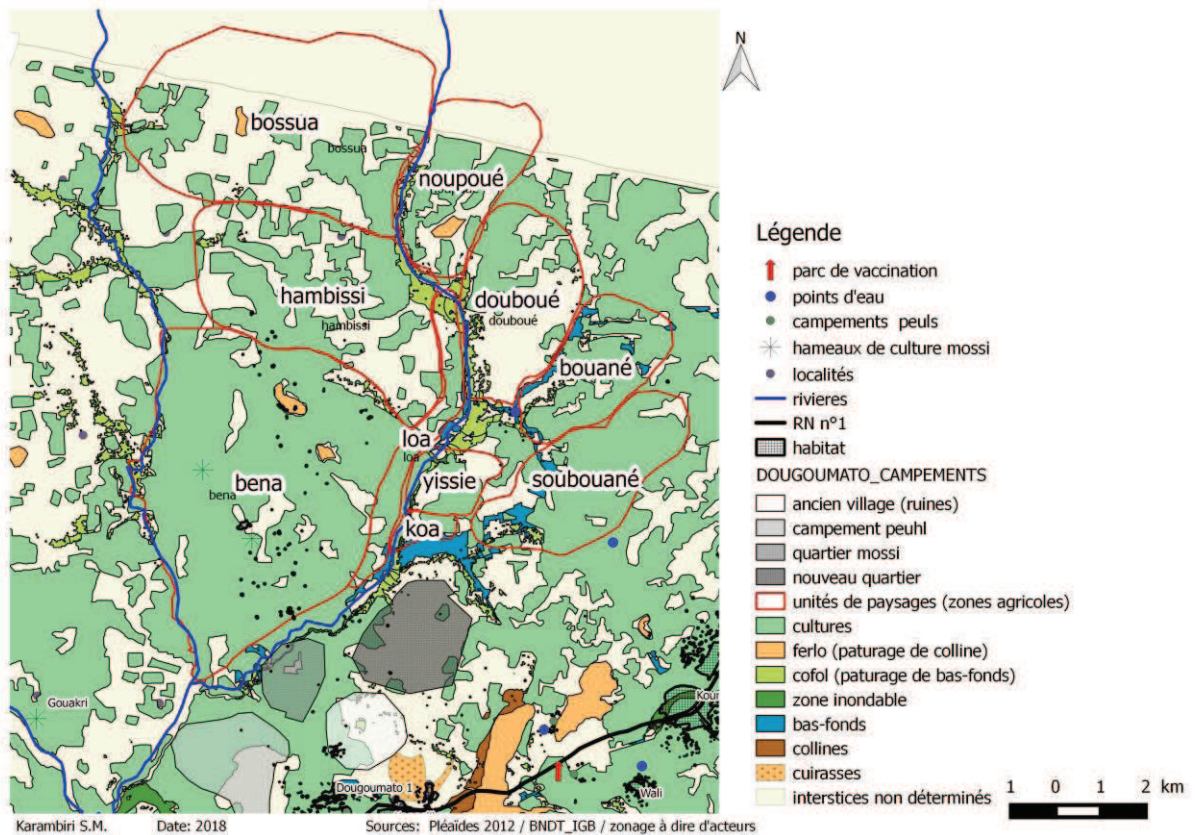 N
bossua
bossua
noupoué
hambissi
hambissi
douboué
douboué
bouané
loa
loa
bena
bena
yissie
soubouané
koa
Gouakri
Kour
Dougoumato 1
Wali
Légende
parc de vaccination
points d'eau
campements peuls
hameaux de culture mossi
localités
rivieres
RN n°1
habitat
DOUGOUMATO_CAMPEMENTS
ancien village (ruines)
campement peuhl
quartier mossi
nouveau quartier
unités de paysages (zones agricoles)
cultures
ferlo (paturage de colline)
cofol (paturage de bas-fonds)
zone inondable
bas-fonds
collines
cuirasses
interstices non déterminés
1 0 1 2 km
Karambiri S.M. Date: 2018 Sources: Pléaïdes 2012 / BNDT_IGB / zonage à dire d'acteurs